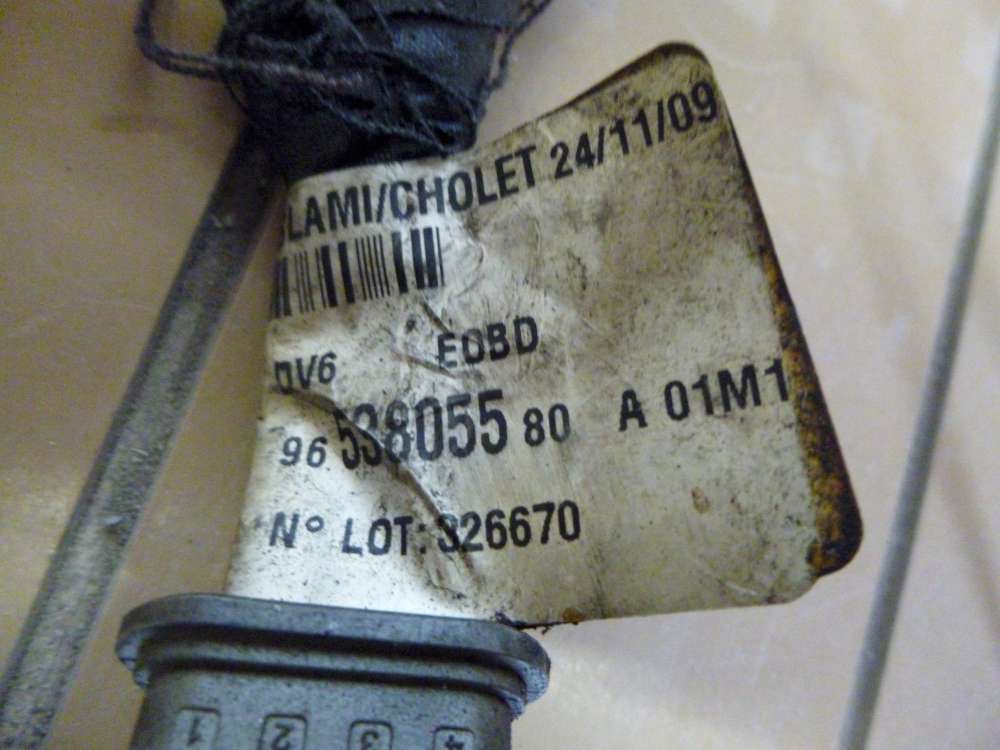 LAMI/CHOLET 24/11/09
DV6 EOBD
96 538055 80 A 01M1
N° LOT: 326670
1 2 3 4